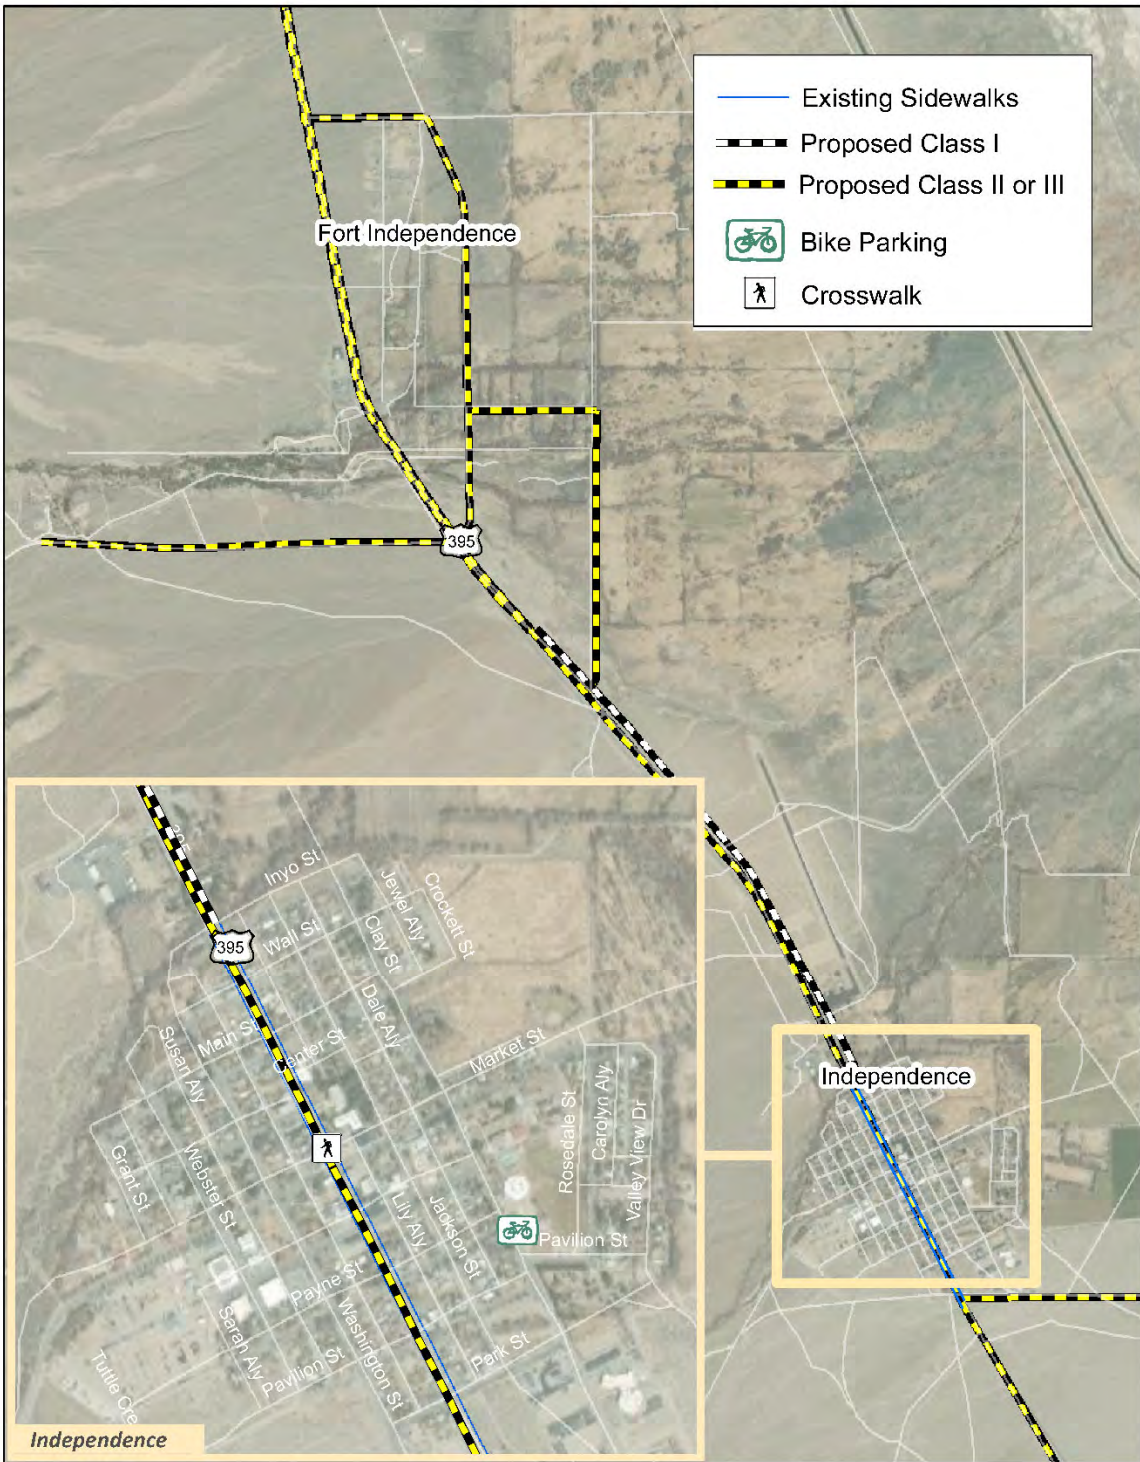 Existing Sidewalks
Proposed Class I
Proposed Class II or III
Bike Parking
Crosswalk
Fort Independence
395
Independence
395
395
Inyo St
Jewel Aly
Crockett St
Wall St
Clay St
Dale Aly
Main St
Center St
Susan Aly
Market St
Rosedale St
Carolyn Aly
Valley View Dr
Grant St
Webster St
Lily Aly
Jackson St
Pavilion St
Payne St
Sarah Aly
Washington St
Park St
Pavilion St
Tuttle Cre
Independence